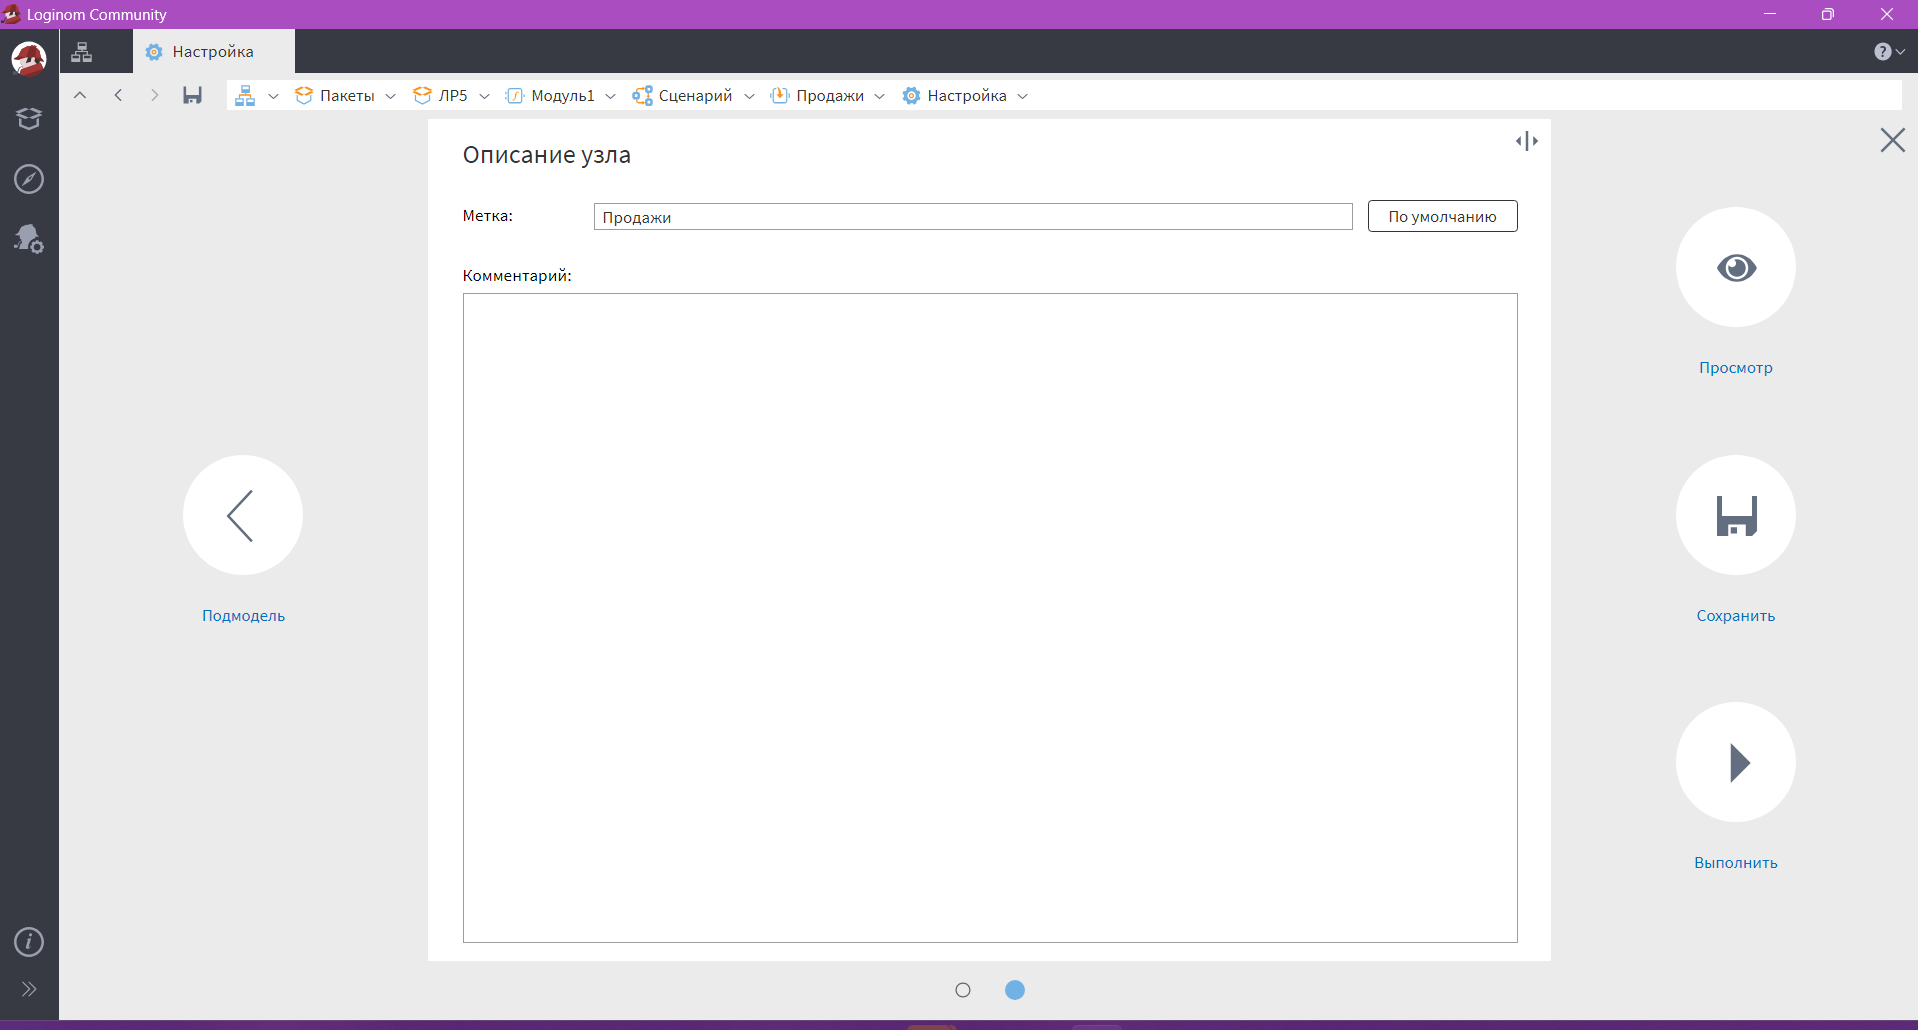 Loginom Community
Настройка
Пакеты ЛР5 Модуль1 Сценарий Продажи Настройка
Описание узла
Метка: Продажи По умолчанию
Комментарий:
Просмотр
Подмодель
Сохранить
Выполнить